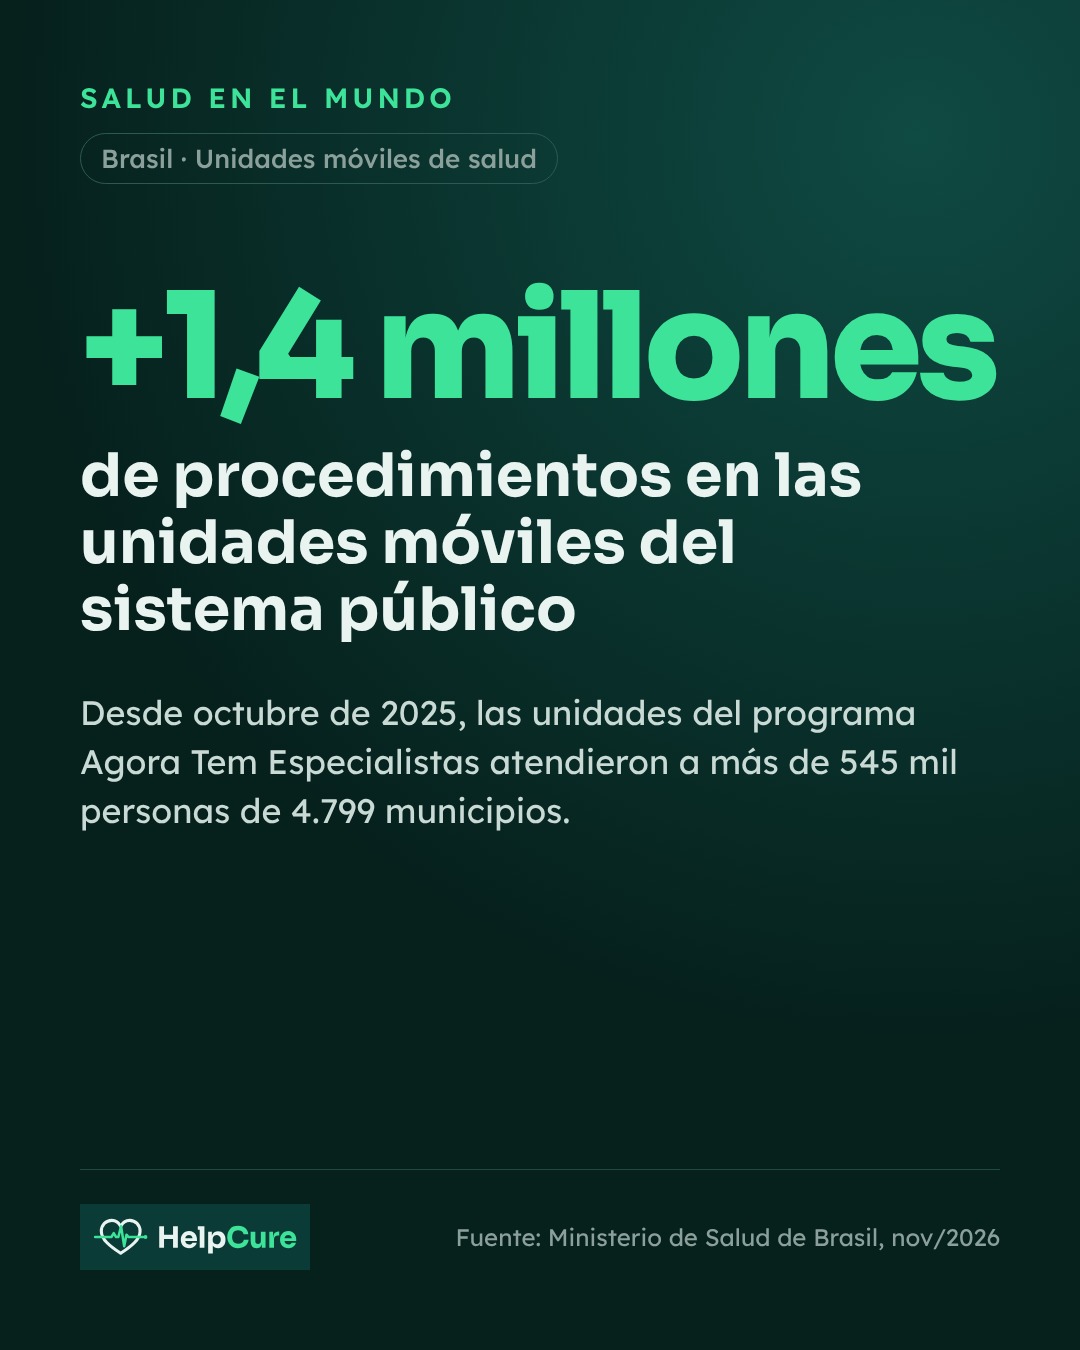 SALUD EN EL MUNDO
Brasil · Unidades móviles de salud
+1,4 millones
de procedimientos en las
unidades móviles del
sistema público
Desde octubre de 2025, las unidades del programa
Agora Tem Especialistas atendieron a más de 545 mil
personas de 4.799 municipios.
HelpCure
Fuente: Ministerio de Salud de Brasil, nov/2026